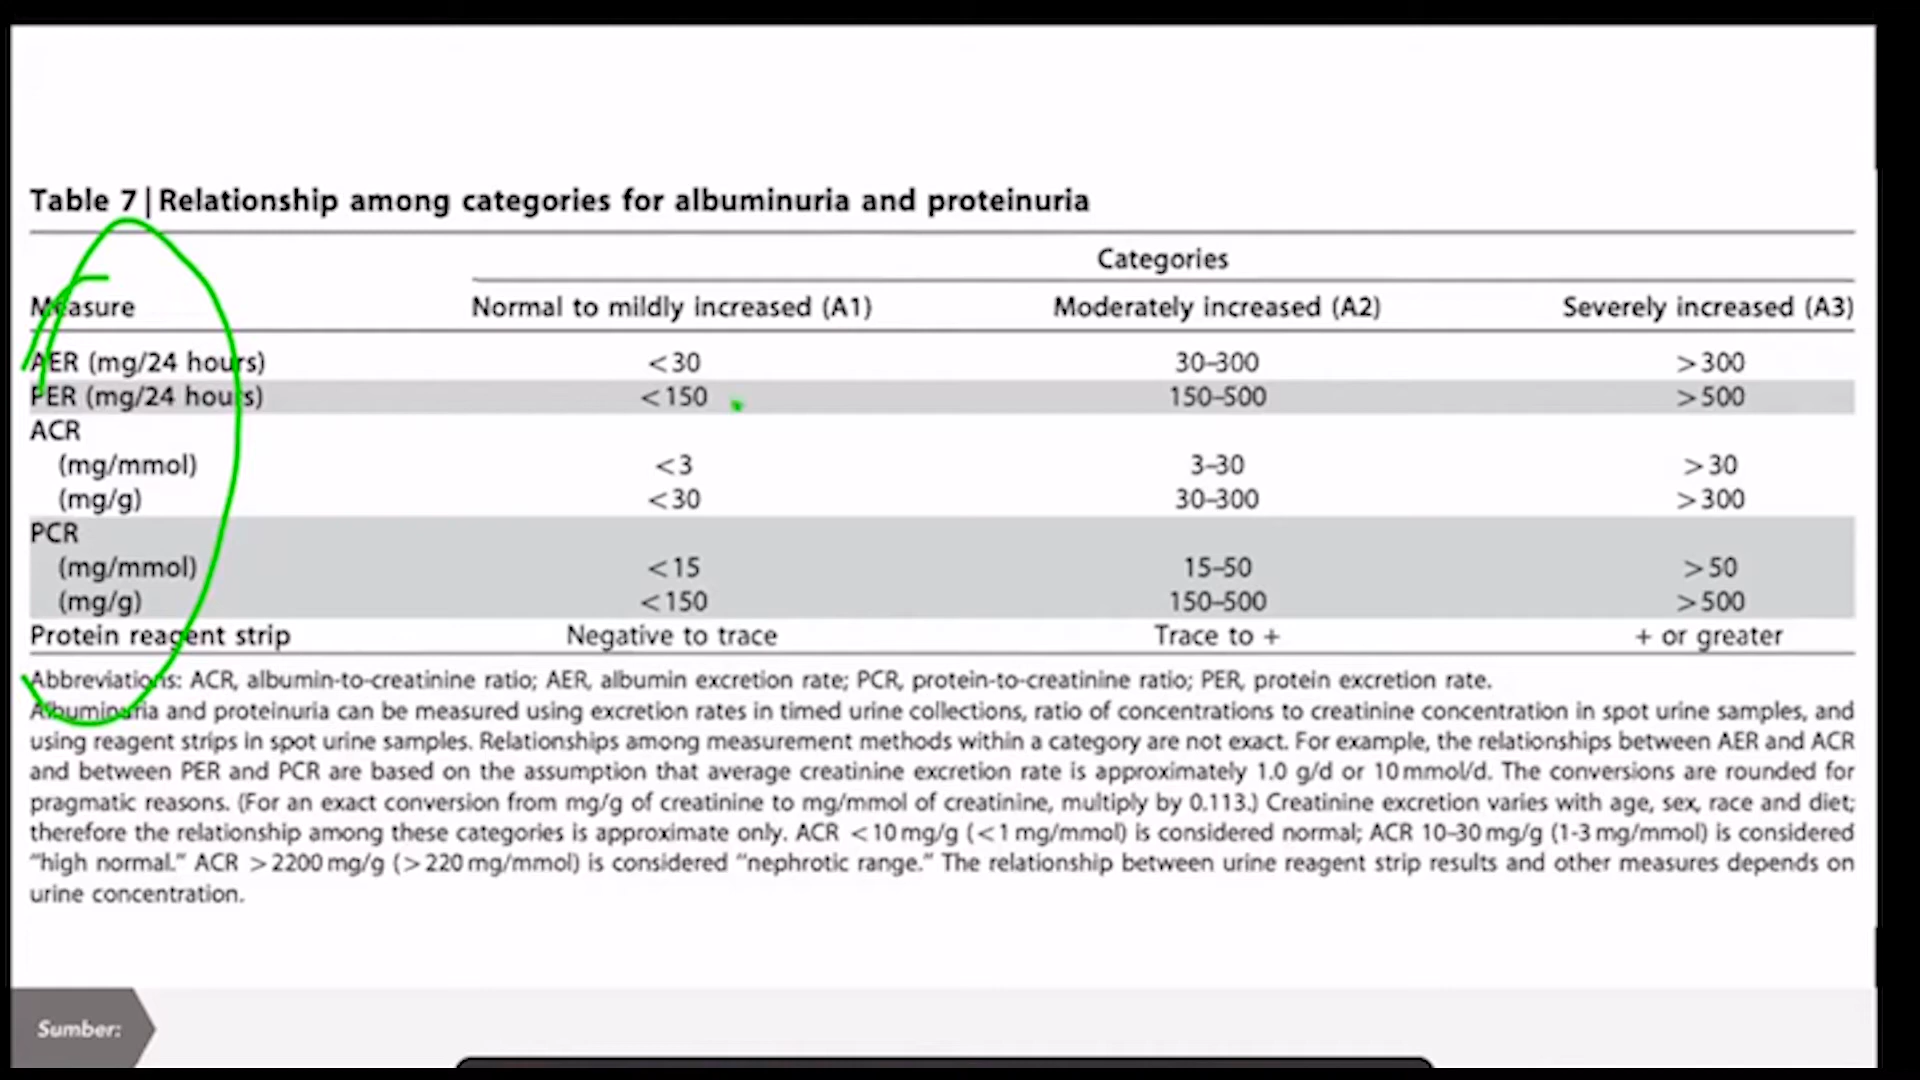 Table 7 | Relationship among categories for albuminuria and proteinuria
Categories
Measure Normal to mildly increased (A1) Moderately increased (A2) Severely increased (A3)
AER (mg/24 hours) <30 30–300 >300
PER (mg/24 hours) <150 150–500 >500
ACR
(mg/mmol) <3 3–30 >30
(mg/g) <30 30–300 >300
PCR
(mg/mmol) <15 15–50 >50
(mg/g) <150 150–500 >500
Protein reagent strip Negative to trace Trace to + + or greater
Abbreviations: ACR, albumin-to-creatinine ratio; AER, albumin excretion rate; PCR, protein-to-creatinine ratio; PER, protein excretion rate.
Albuminuria and proteinuria can be measured using excretion rates in timed urine collections, ratio of concentrations to creatinine concentration in spot urine samples, and
using reagent strips in spot urine samples. Relationships among measurement methods within a category are not exact. For example, the relationships between AER and ACR
and between PER and PCR are based on the assumption that average creatinine excretion rate is approximately 1.0 g/d or 10 mmol/d. The conversions are rounded for
pragmatic reasons. (For an exact conversion from mg/g of creatinine to mg/mmol of creatinine, multiply by 0.113.) Creatinine excretion varies with age, sex, race and diet;
therefore the relationship among these categories is approximate only. ACR <10 mg/g (<1 mg/mmol) is considered normal; ACR 10–30 mg/g (1-3 mg/mmol) is considered
“high normal.” ACR >2200 mg/g (>220 mg/mmol) is considered “nephrotic range.” The relationship between urine reagent strip results and other measures depends on
urine concentration.
Sumber: